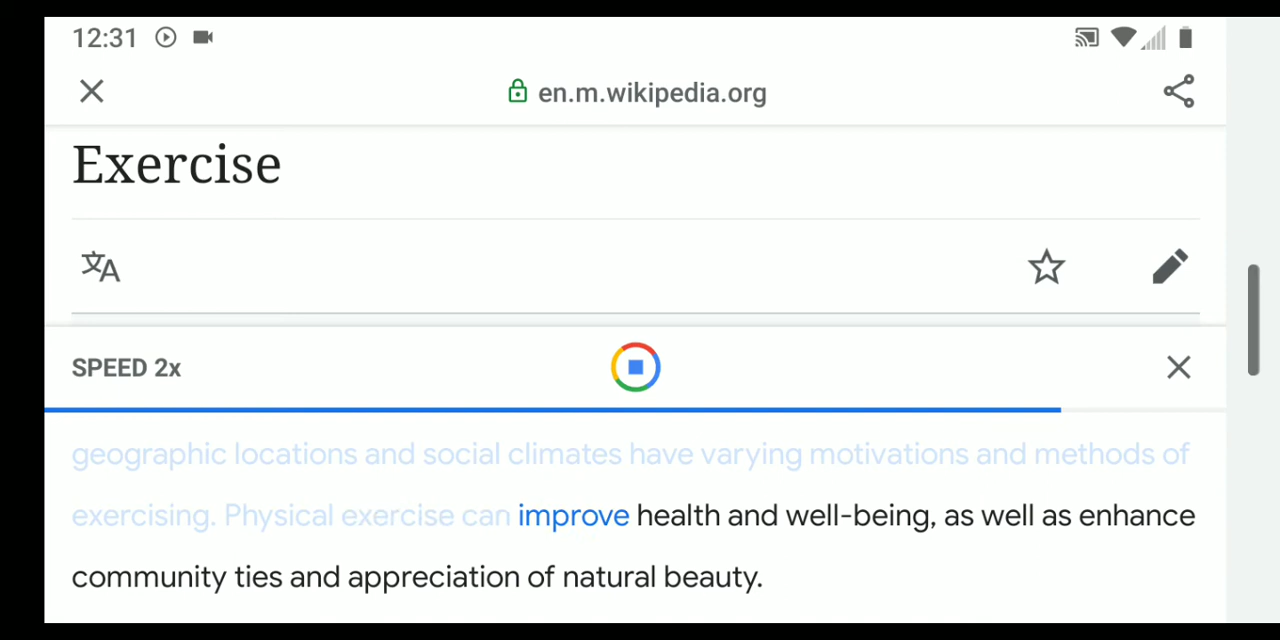 12:31
en.m.wikipedia.org
Exercise
文A
SPEED 2x
geographic locations and social climates have varying motivations and methods of
exercising. Physical exercise can improve health and well-being, as well as enhance
community ties and appreciation of natural beauty.